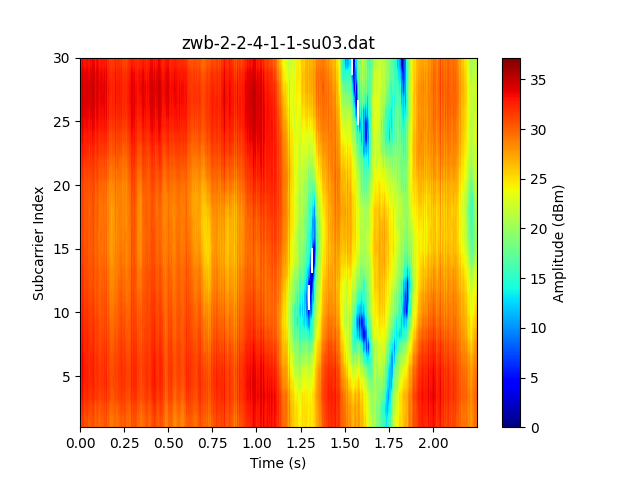 zwb-2-2-4-1-1-su03.dat
30
25
20
15
10
5
Subcarrier Index
0.00 0.25 0.50 0.75 1.00 1.25 1.50 1.75 2.00
Time (s)
35
30
25
20
15
10
5
0
Amplitude (dBm)